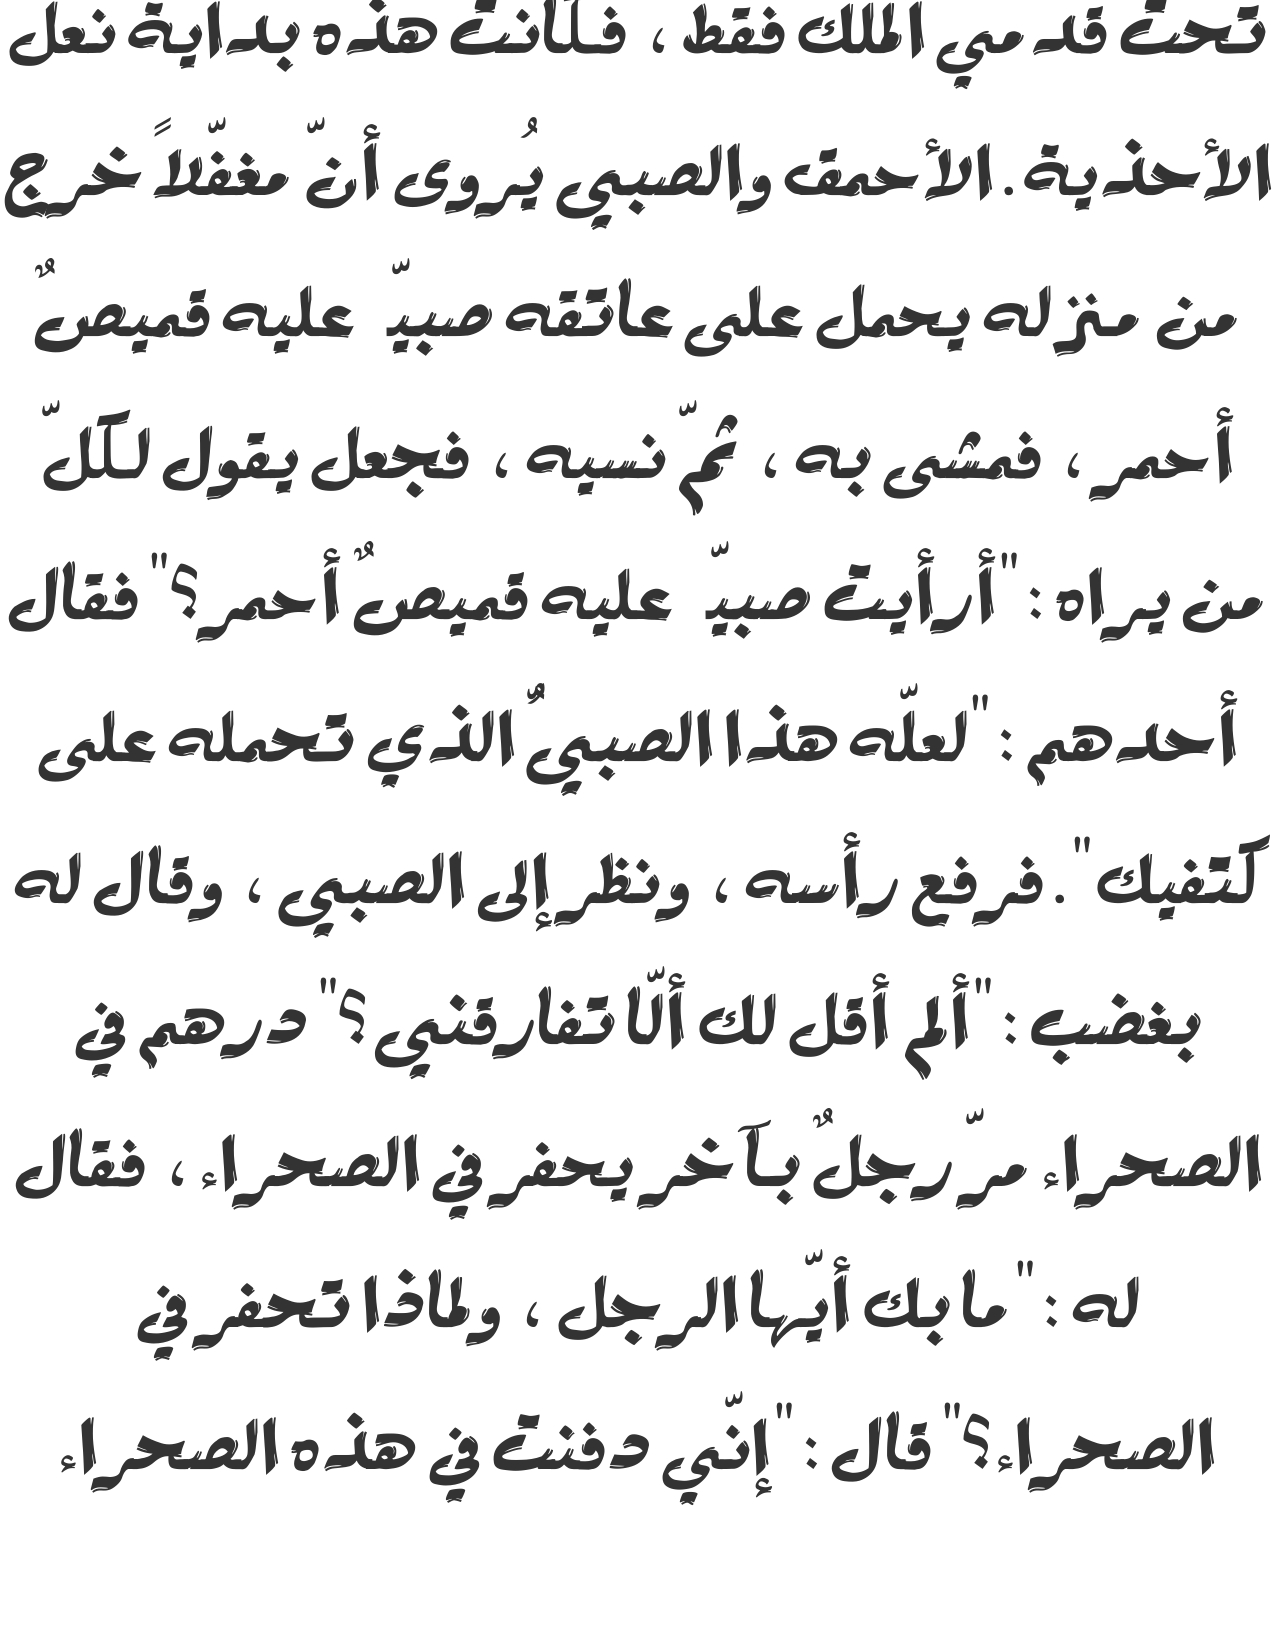 تحت قدمي الملك فقط ، فكانت هذه بداية نعل
الأحذية. الأحمق والصبي يُروى أنّ مغفّلاً خرج
من منزله يحمل على عاتقه صبيّ عليه قميصٌ
أحمر ، فمشى به ، ثمّ نسيه ، فجعل يقول لكلّ
من يراه : "أرأيت صبيّ عليه قميصٌ أحمر؟" فقال
أحدهم : "لعلّه هذا الصبيٌ الذي تحمله على
كتفيك". فرفع رأسه ، ونظر إلى الصبي ، وقال له
بغضب : "ألم أقل لك ألّا تفارقني؟" درهم في
الصحراء مرّ رجلٌ بآخر يحفر في الصحراء ، فقال
له : "ما بك أيّها الرجل ، ولماذا تحفر في
الصحراء؟" قال : "إنّني دفنت في هذه الصحراء